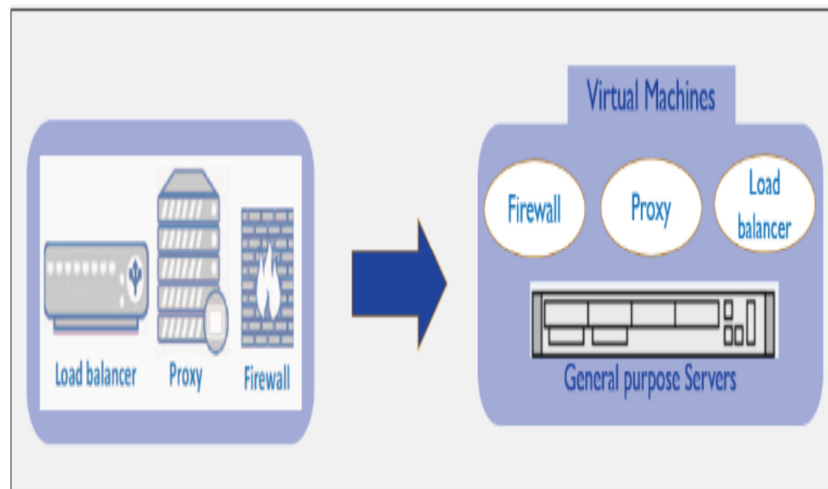 Load balancer
Proxy
Firewall
Virtual Machines
Firewall
Proxy
Load
balancer
General purpose Servers